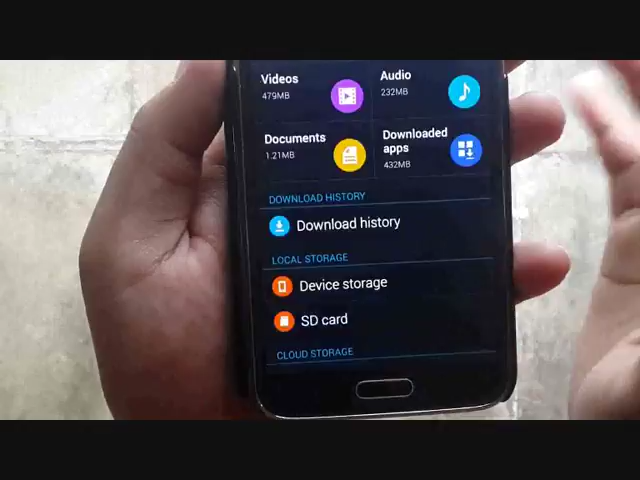 Videos
479MB
Audio
232MB
Documents
1.21MB
Downloaded
apps
432MB
DOWNLOAD HISTORY
Download history
LOCAL STORAGE
Device storage
SD card
CLOUD STORAGE